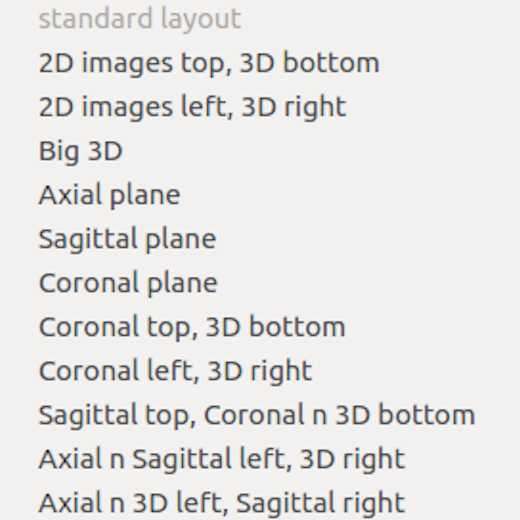 standard layout
2D images top, 3D bottom
2D images left, 3D right
Big 3D
Axial plane
Sagittal plane
Coronal plane
Coronal top, 3D bottom
Coronal left, 3D right
Sagittal top, Coronal n 3D bottom
Axial n Sagittal left, 3D right
Axial n 3D left, Sagittal right